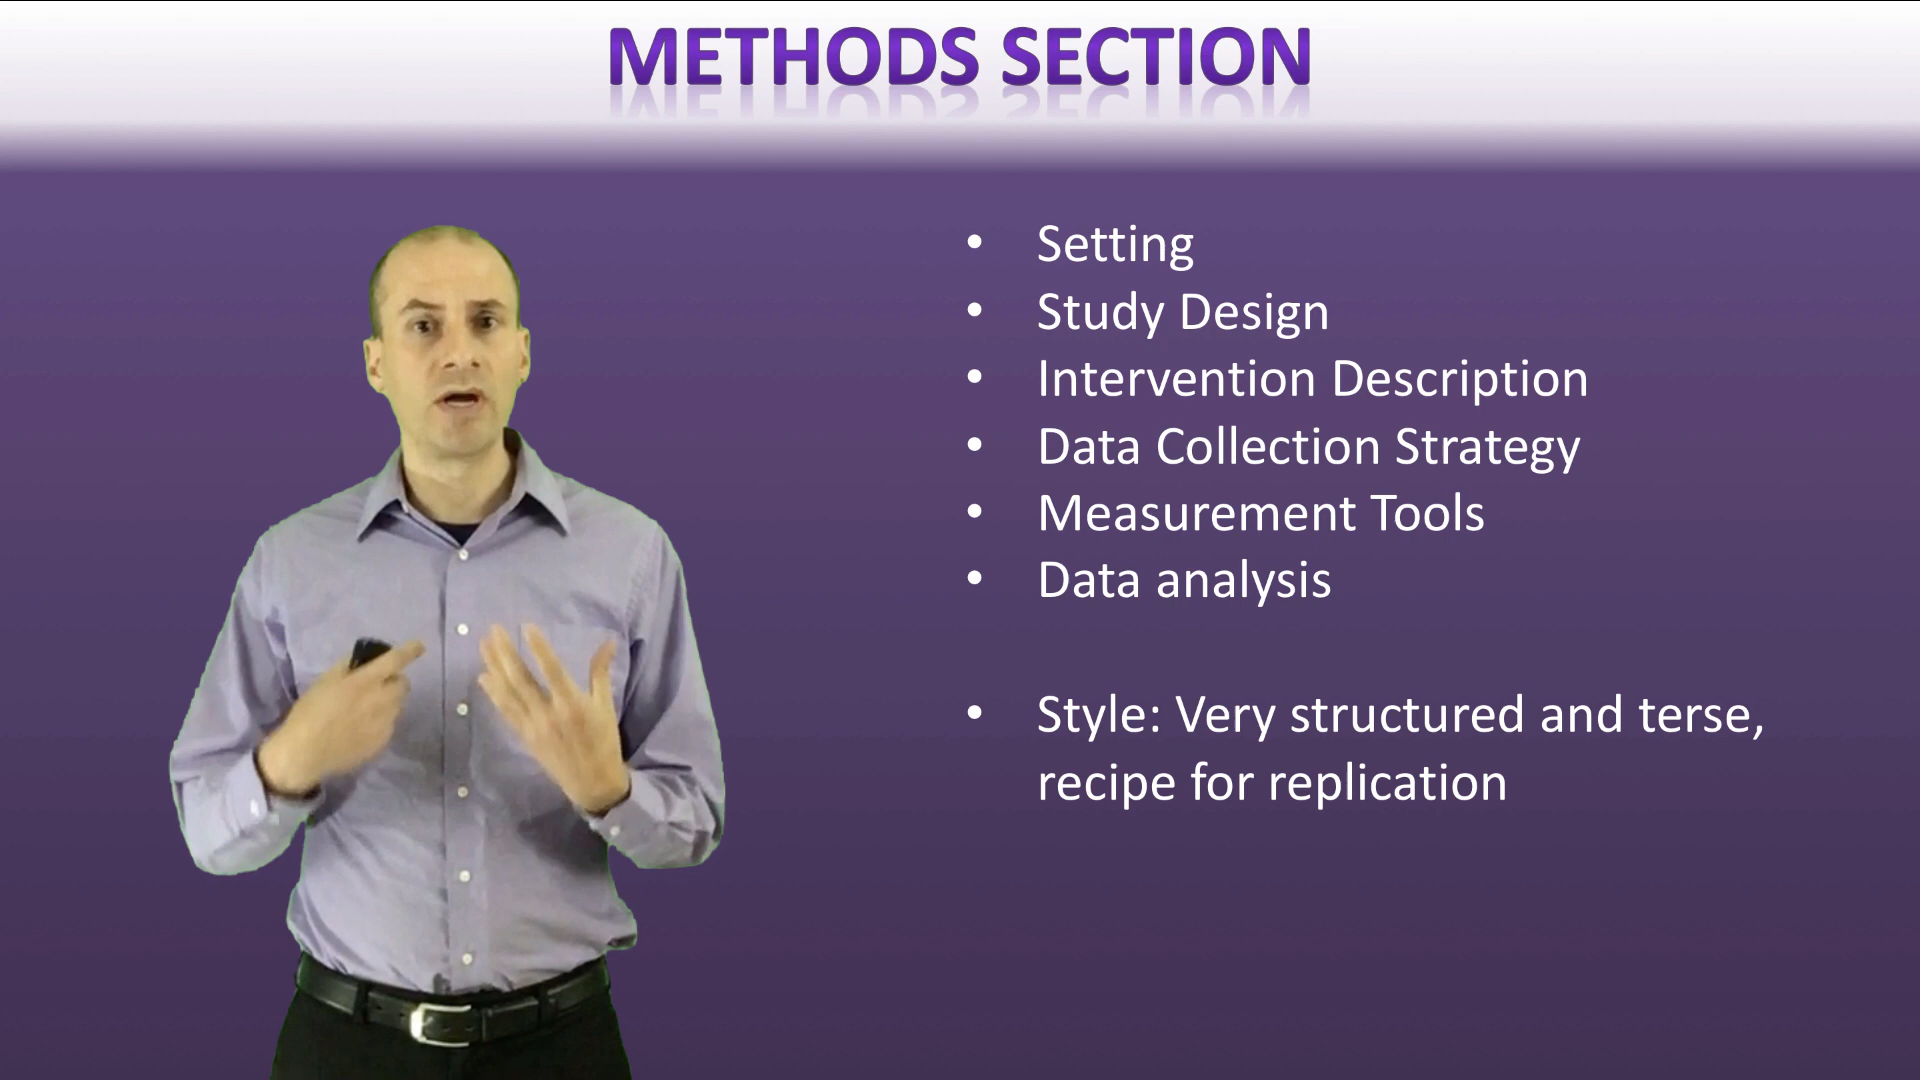 METHODS SECTION
• Setting
• Study Design
• Intervention Description
• Data Collection Strategy
• Measurement Tools
• Data analysis
• Style: Very structured and terse,
recipe for replication